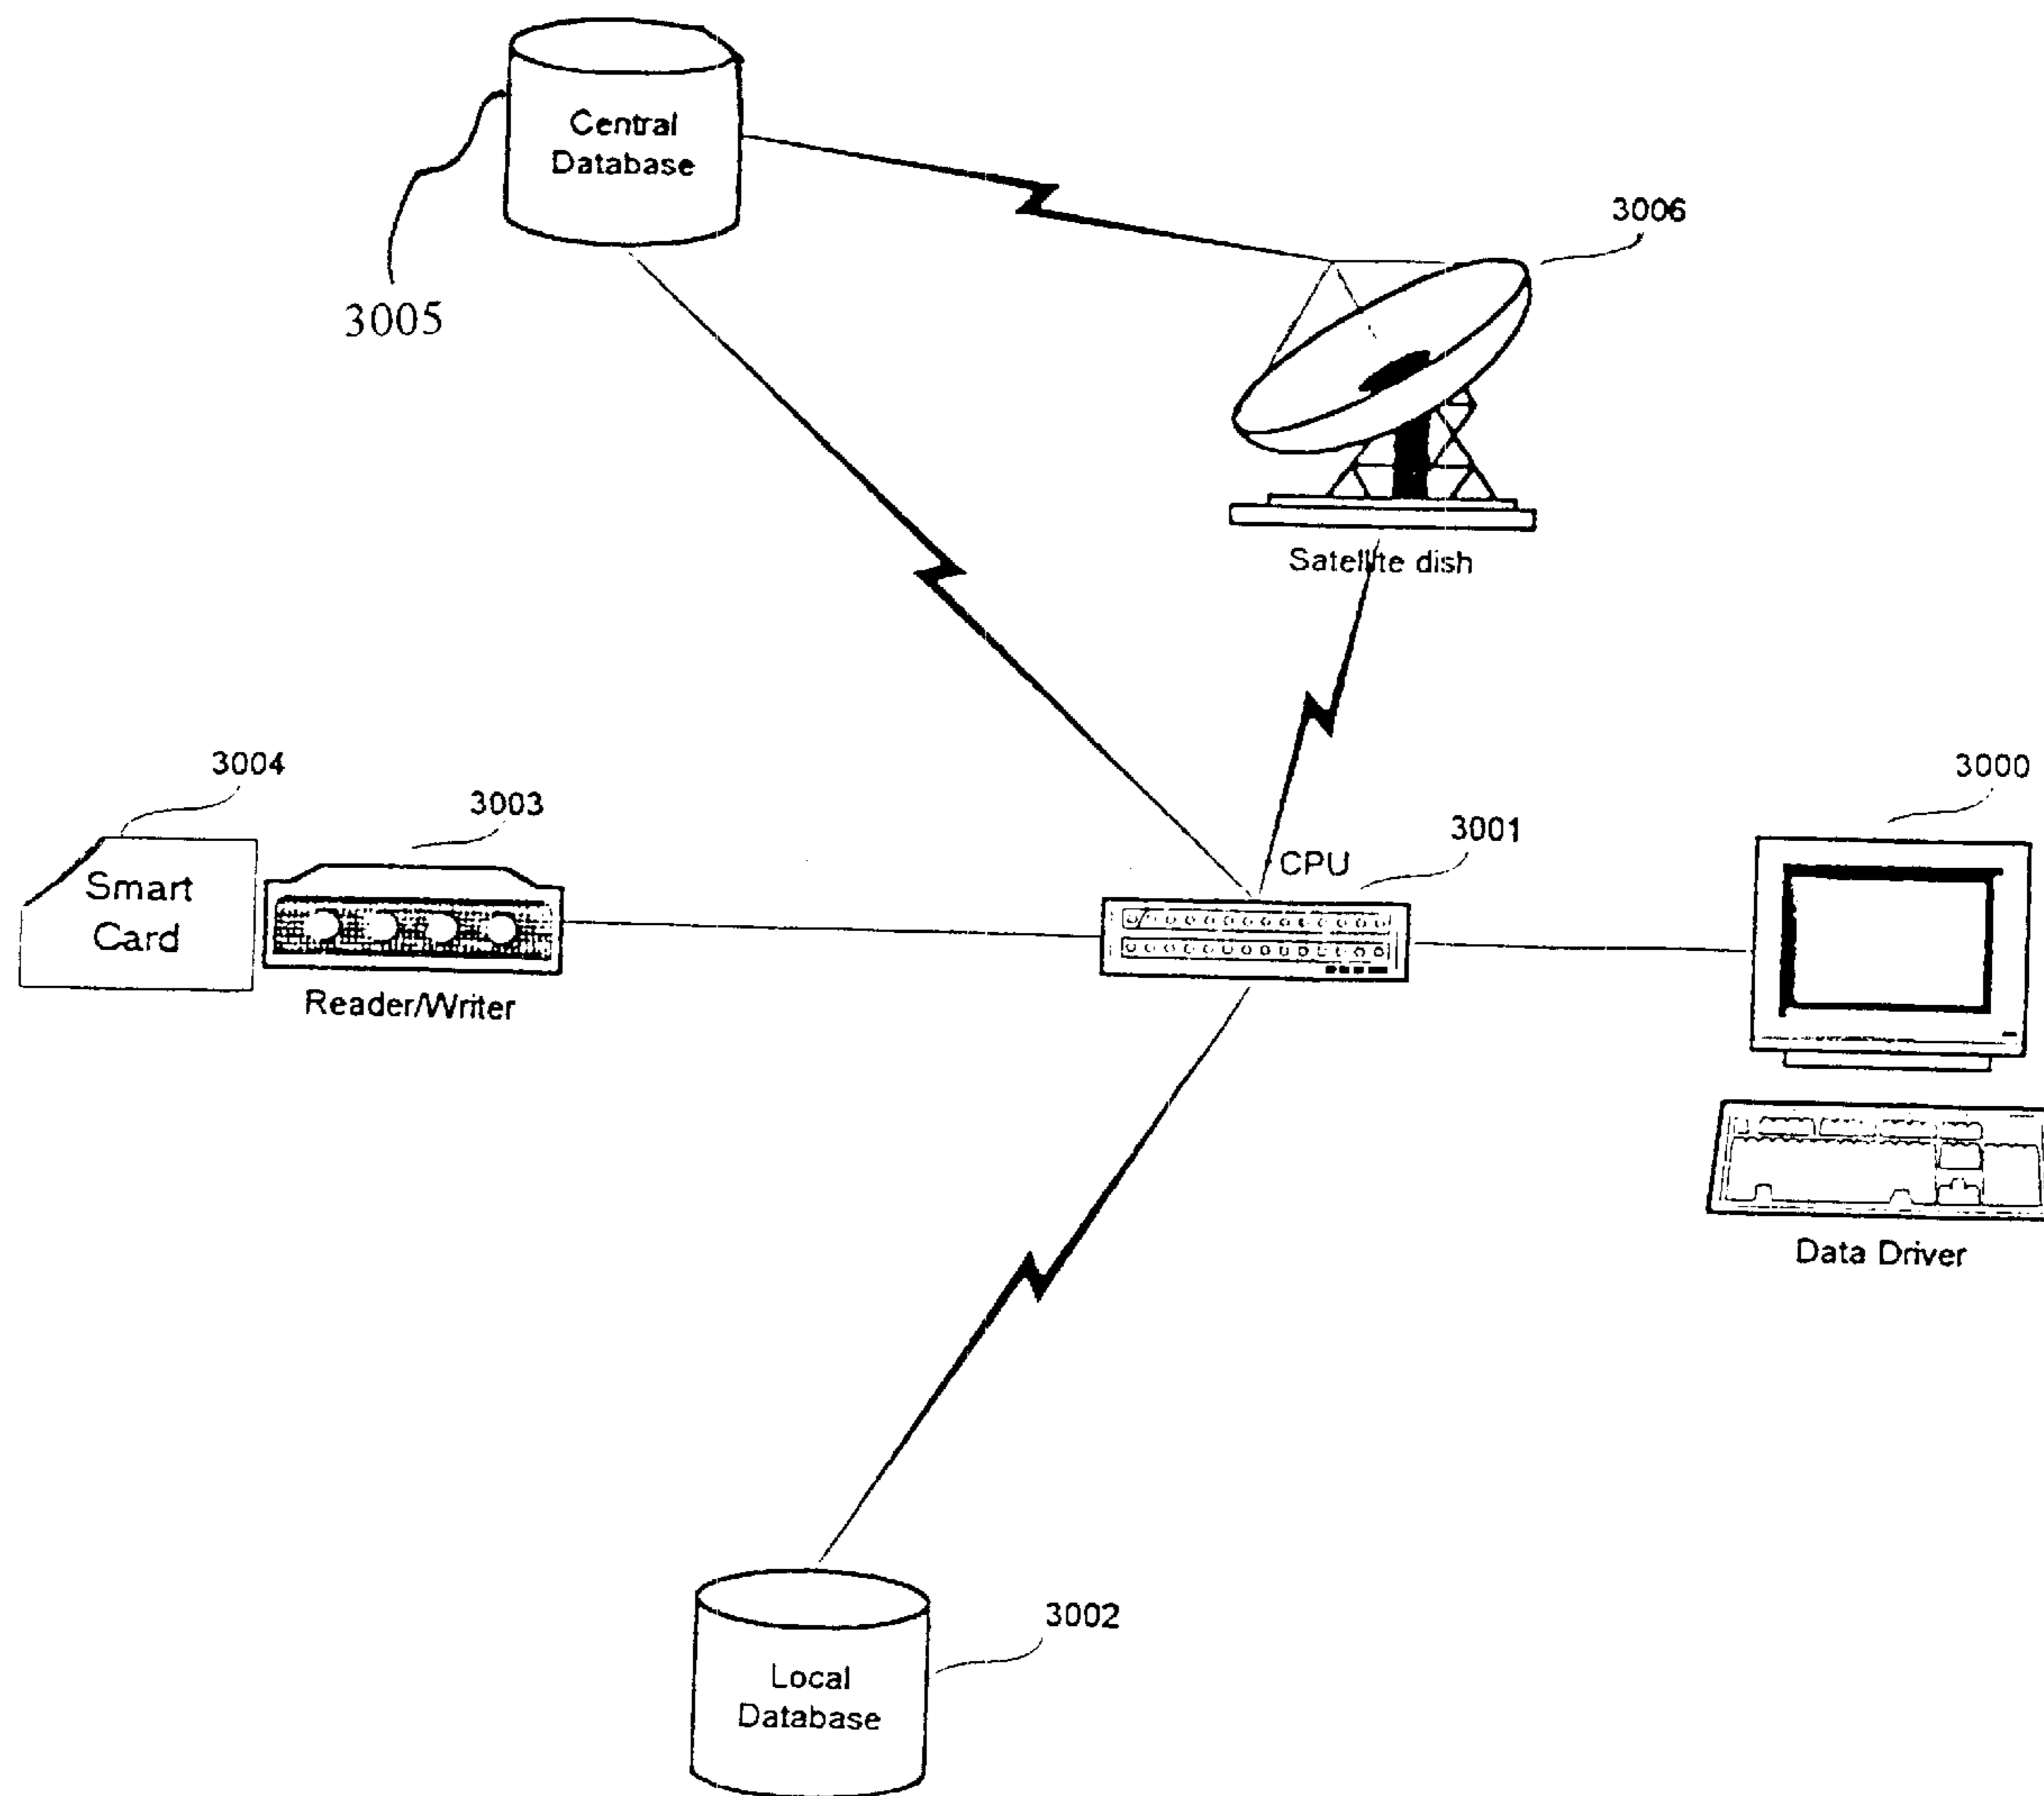 Central
Database
3005
3006
Satellite dish
3004
3003
3001
3000
CPU
Smart
Card
Reader/Writer
Data Driver
3002
Local
Database